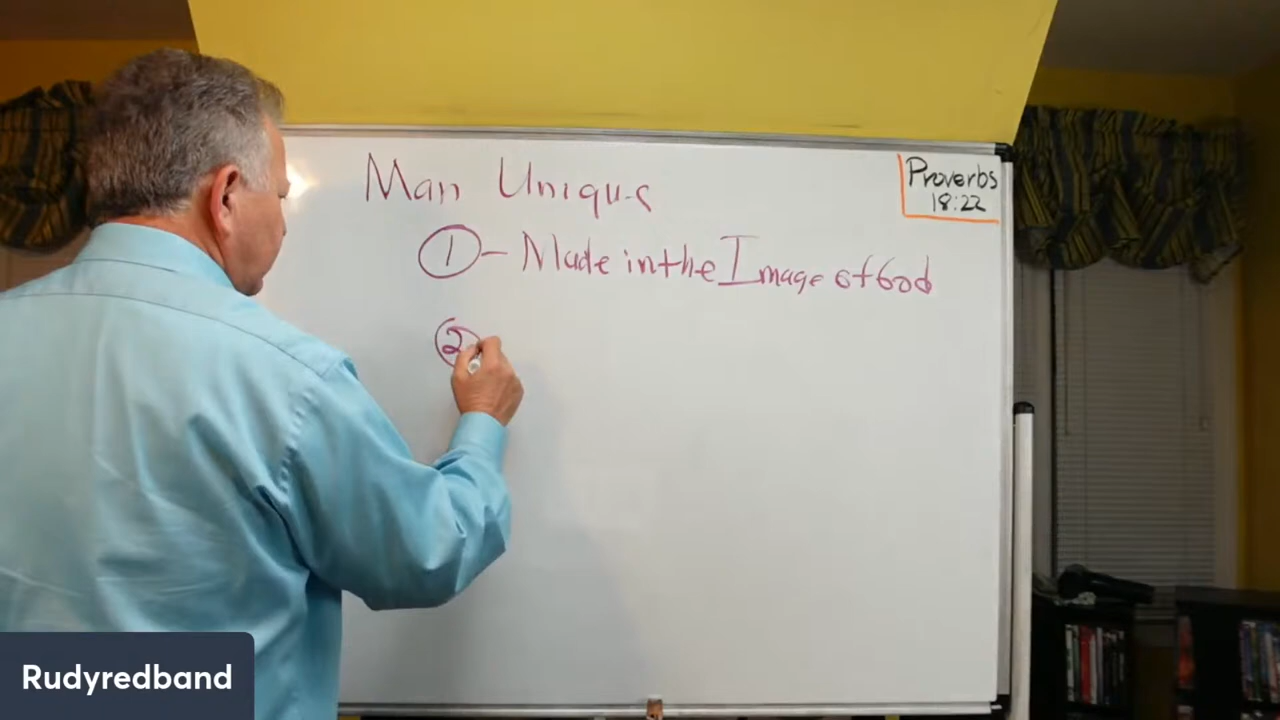 Man Unique
Proverbs
18:22
① - Made in the Image of God
②
Rudyredband